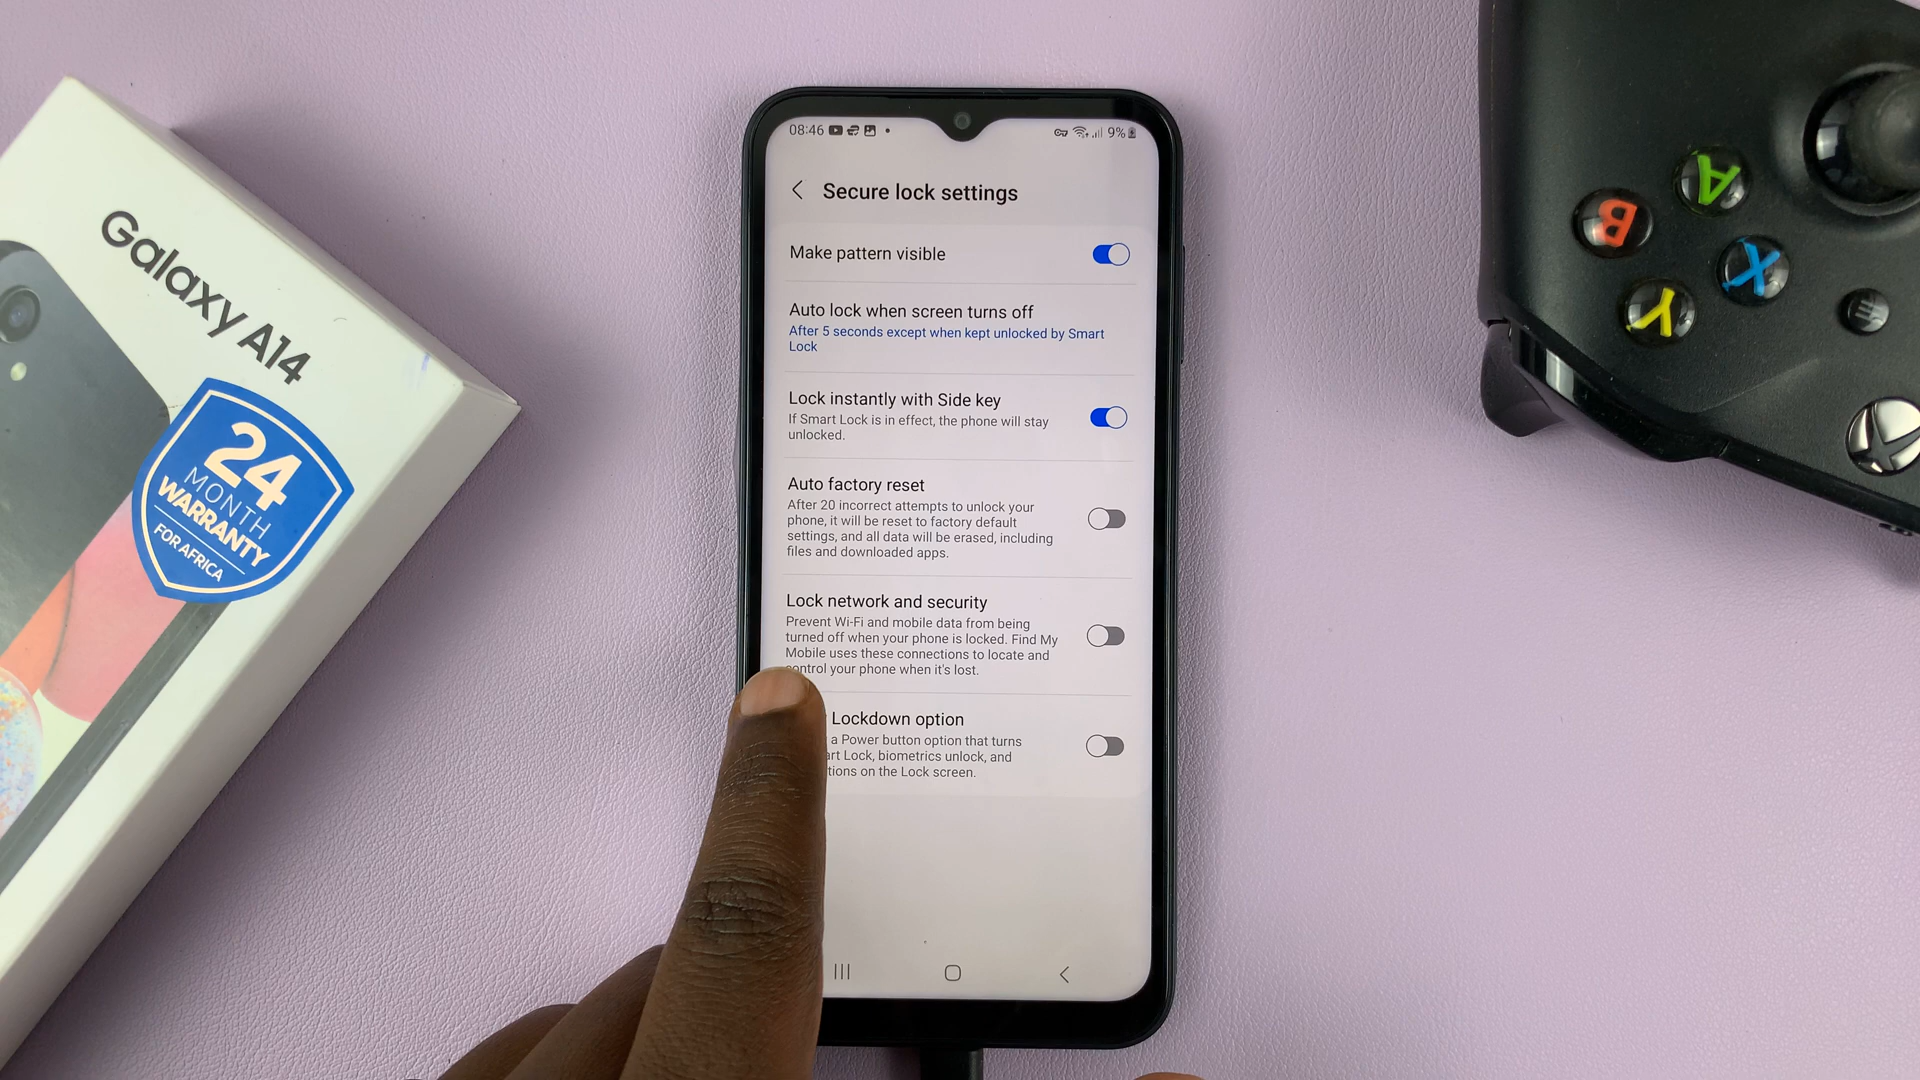 08:46
9%
Secure lock settings
Make pattern visible
Auto lock when screen turns off
After 5 seconds except when kept unlocked by Smart
Lock
Lock instantly with Side key
If Smart Lock is in effect, the phone will stay
unlocked.
Auto factory reset
After 20 incorrect attempts to unlock your
phone, it will be reset to factory default
settings, and all data will be erased, including
files and downloaded apps.
Lock network and security
Prevent Wi-Fi and mobile data from being
turned off when your phone is locked. Find My
Mobile uses these connections to locate and
control your phone when it's lost.
Lockdown option
a Power button option that turns
Lock, biometrics unlock, and
on the Lock screen.
Galaxy A14
24
MONTH
WARRANTY
FOR AFRICA
A
B
X
Y